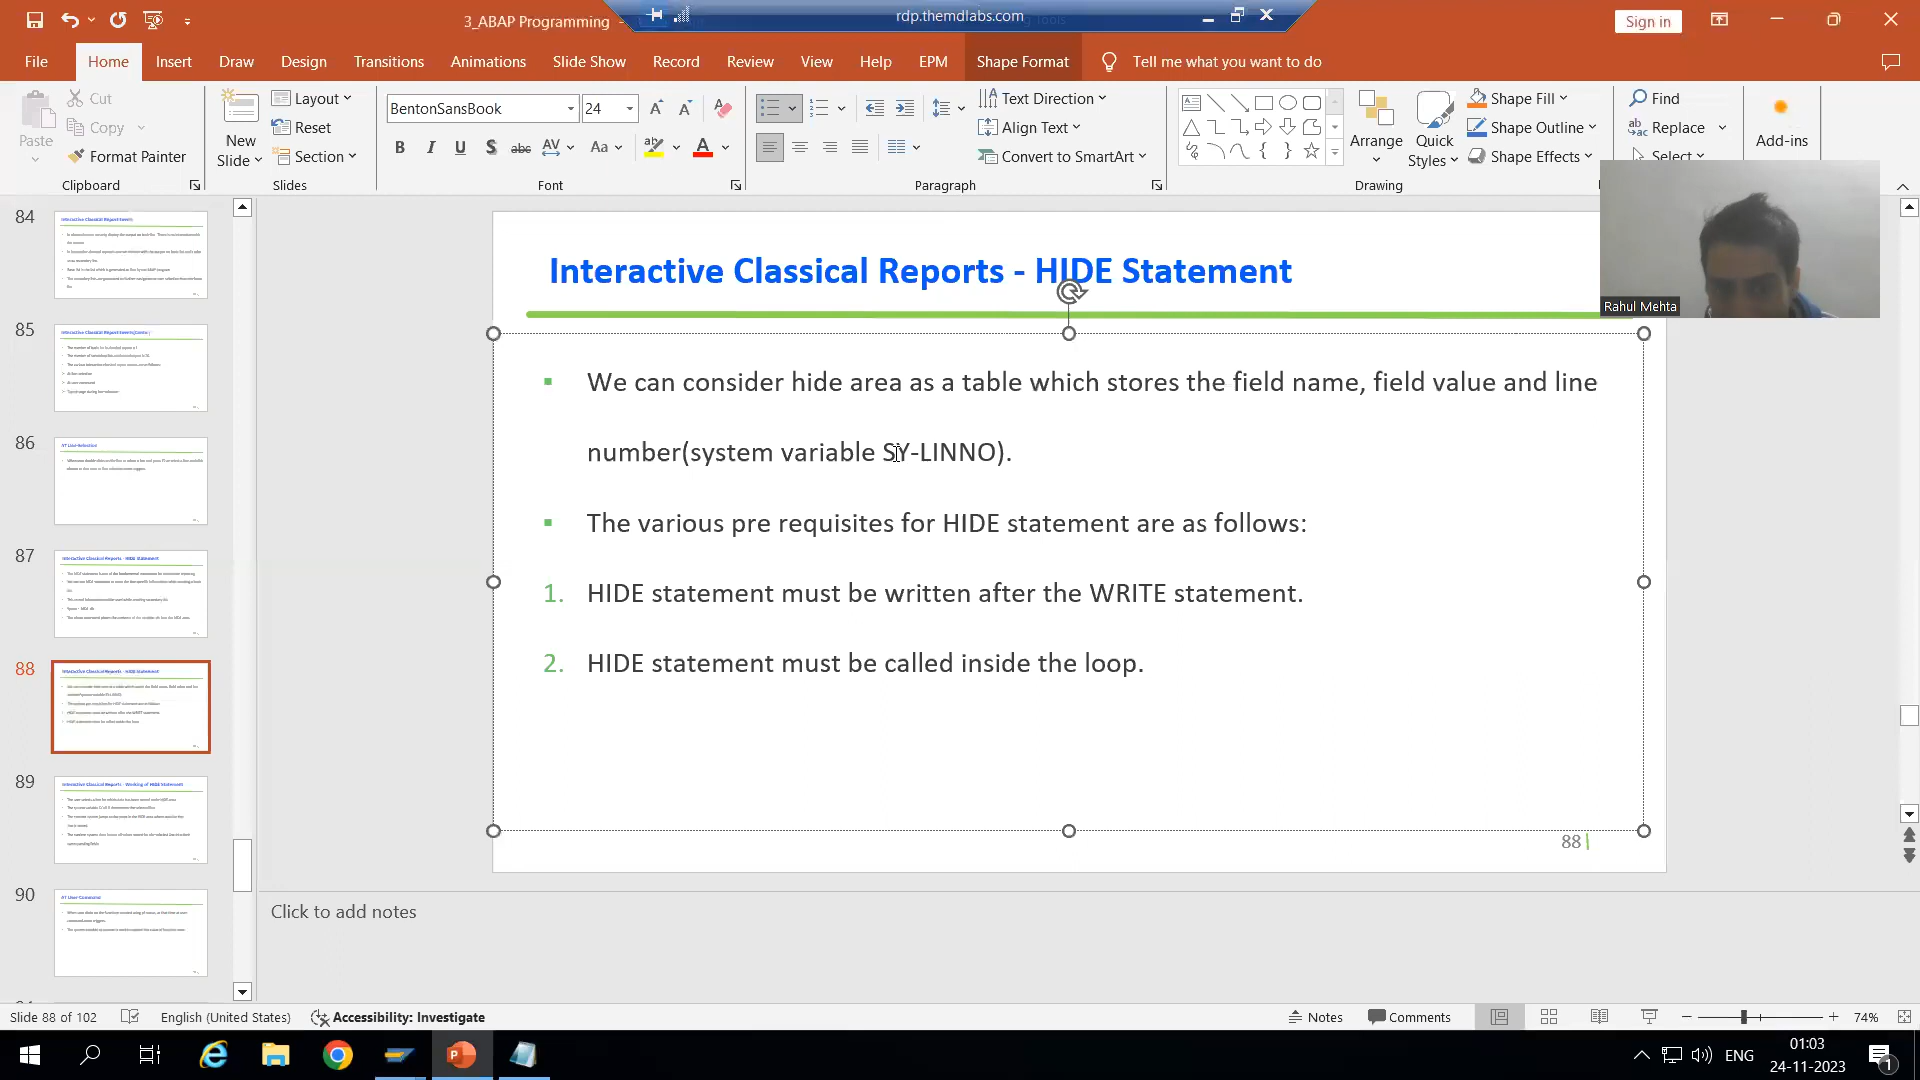 3_ABAP Programming -
rdp.themdlabs.com
Sign in
File
Home
Insert
Draw
Design
Transitions
Animations
Slide Show
Record
Review
View
Help
EPM
Shape Format
Tell me what you want to do
Paste
Cut
Copy
Format Painter
Clipboard
New
Slide
Layout
Reset
Section
Slides
BentonSansBook
24
B I U S abc AV Aa A
Font
Text Direction
Align Text
Convert to SmartArt
Paragraph
Arrange
Quick
Styles
Shape Fill
Shape Outline
Shape Effects
Drawing
Find
Replace
Select
Add-ins
Rahul Mehta
84
85
86
87
88
89
90
Interactive Classical Reports - HIDE Statement
We can consider hide area as a table which stores the field name, field value and line
number(system variable SY-LINNO).
The various pre requisites for HIDE statement are as follows:
1. HIDE statement must be written after the WRITE statement.
2. HIDE statement must be called inside the loop.
88
Click to add notes
Slide 88 of 102
English (United States)
Accessibility: Investigate
Notes
Comments
74%
ENG
01:03
24-11-2023
1